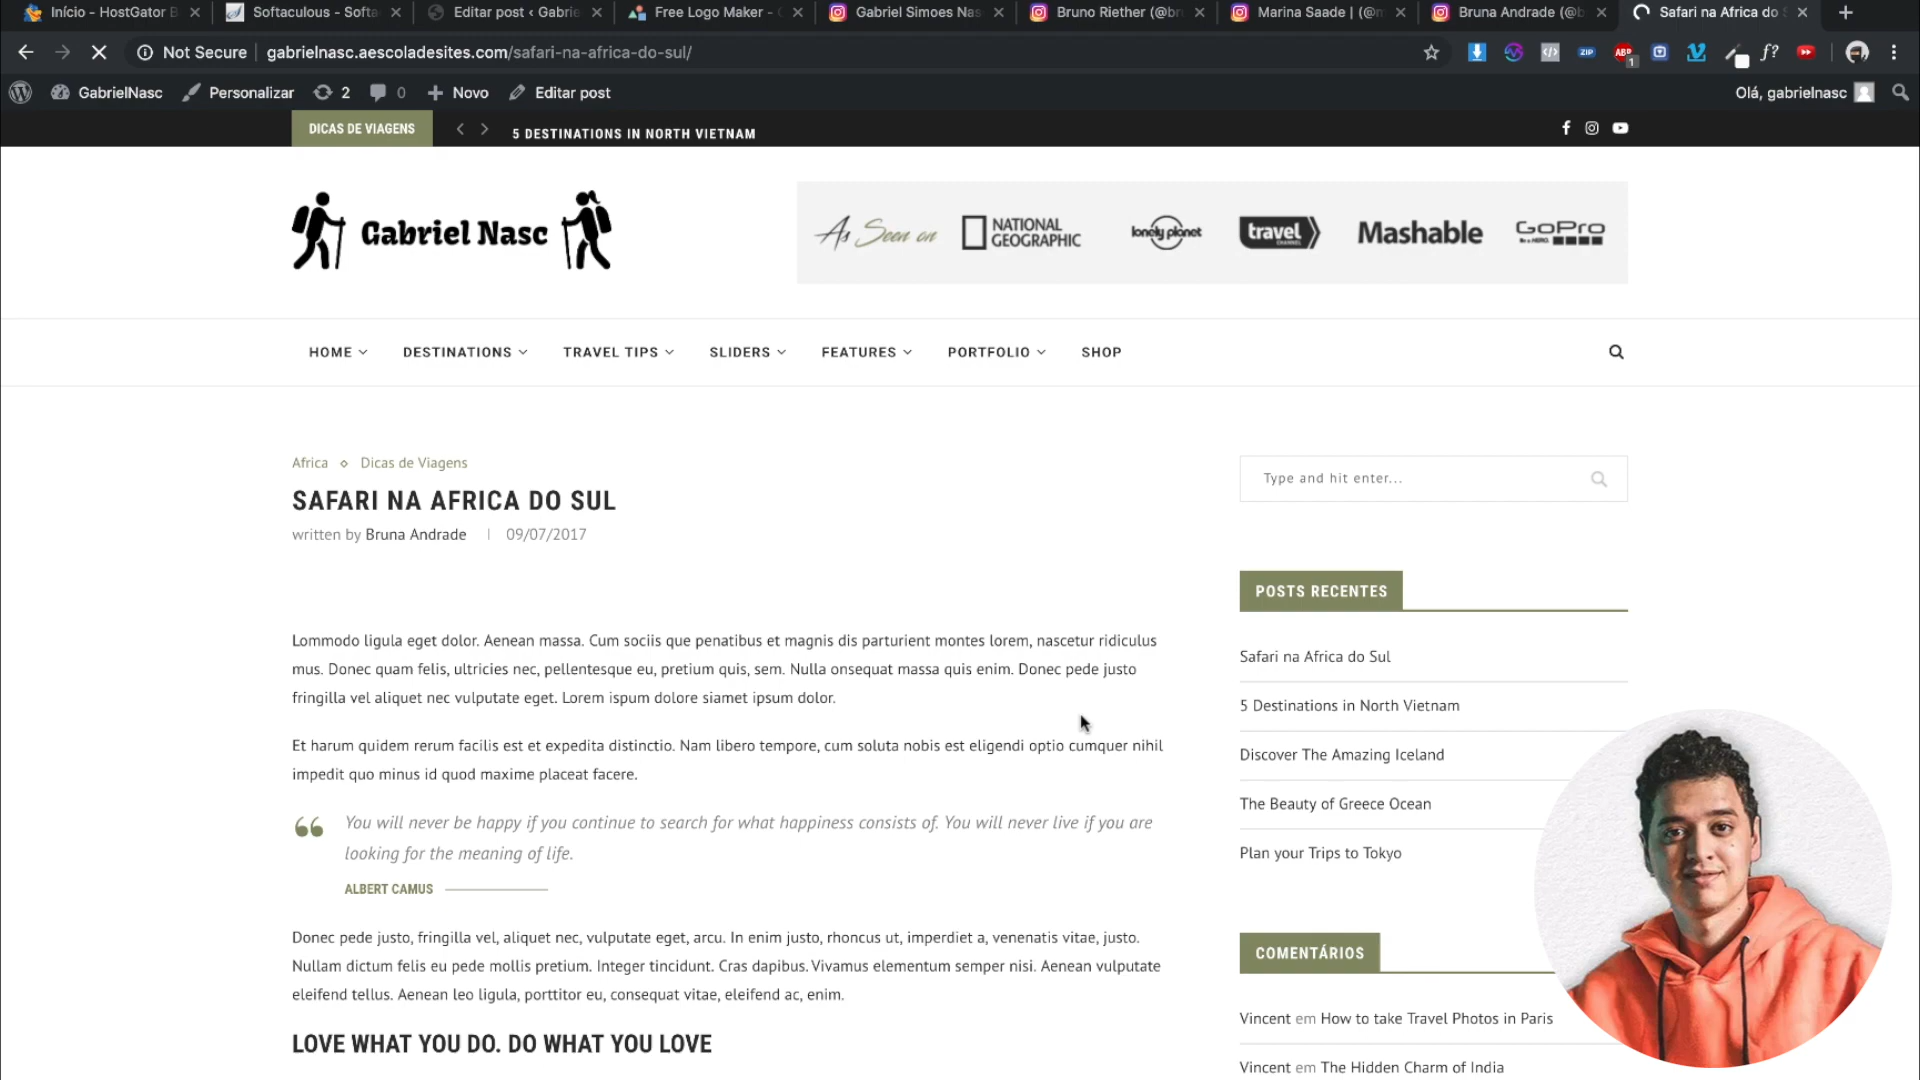 Início - HostGator B
Softaculous - Softa
Editar post ‹ Gabrie
Free Logo Maker - C
Gabriel Simoes Nas
Bruno Riether (@br
Marina Saade | (@m
Bruna Andrade (@b
Safari na Africa do S
Not Secure
gabrielnasc.aescoladesites.com/safari-na-africa-do-sul/
ZIP
ABP
1
f?
GabrielNasc
Personalizar
2
0
Novo
Editar post
Olá, gabrielnasc
DICAS DE VIAGENS
5 DESTINATIONS IN NORTH VIETNAM
Gabriel Nasc
As Seen on
NATIONAL
GEOGRAPHIC
lonely planet
travel
CHANNEL
Mashable
GoPro
Be a HERO.
HOME
DESTINATIONS
TRAVEL TIPS
SLIDERS
FEATURES
PORTFOLIO
SHOP
Africa
Dicas de Viagens
SAFARI NA AFRICA DO SUL
written by Bruna Andrade
09/07/2017
Lommodo ligula eget dolor. Aenean massa. Cum sociis que penatibus et magnis dis parturient montes lorem, nascetur ridiculus
mus. Donec quam felis, ultricies nec, pellentesque eu, pretium quis, sem. Nulla onsequat massa quis enim. Donec pede justo
fringilla vel aliquet nec vulputate eget. Lorem ispum dolore siamet ipsum dolor.
Et harum quidem rerum facilis est et expedita distinctio. Nam libero tempore, cum soluta nobis est eligendi optio cumquer nihil
impedit quo minus id quod maxime placeat facere.
You will never be happy if you continue to search for what happiness consists of. You will never live if you are
looking for the meaning of life.
ALBERT CAMUS
Donec pede justo, fringilla vel, aliquet nec, vulputate eget, arcu. In enim justo, rhoncus ut, imperdiet a, venenatis vitae, justo.
Nullam dictum felis eu pede mollis pretium. Integer tincidunt. Cras dapibus. Vivamus elementum semper nisi. Aenean vulputate
eleifend tellus. Aenean leo ligula, porttitor eu, consequat vitae, eleifend ac, enim.
LOVE WHAT YOU DO. DO WHAT YOU LOVE
Type and hit enter...
POSTS RECENTES
Safari na Africa do Sul
5 Destinations in North Vietnam
Discover The Amazing Iceland
The Beauty of Greece Ocean
Plan your Trips to Tokyo
COMENTÁRIOS
Vincent em How to take Travel Photos in Paris
Vincent em The Hidden Charm of India